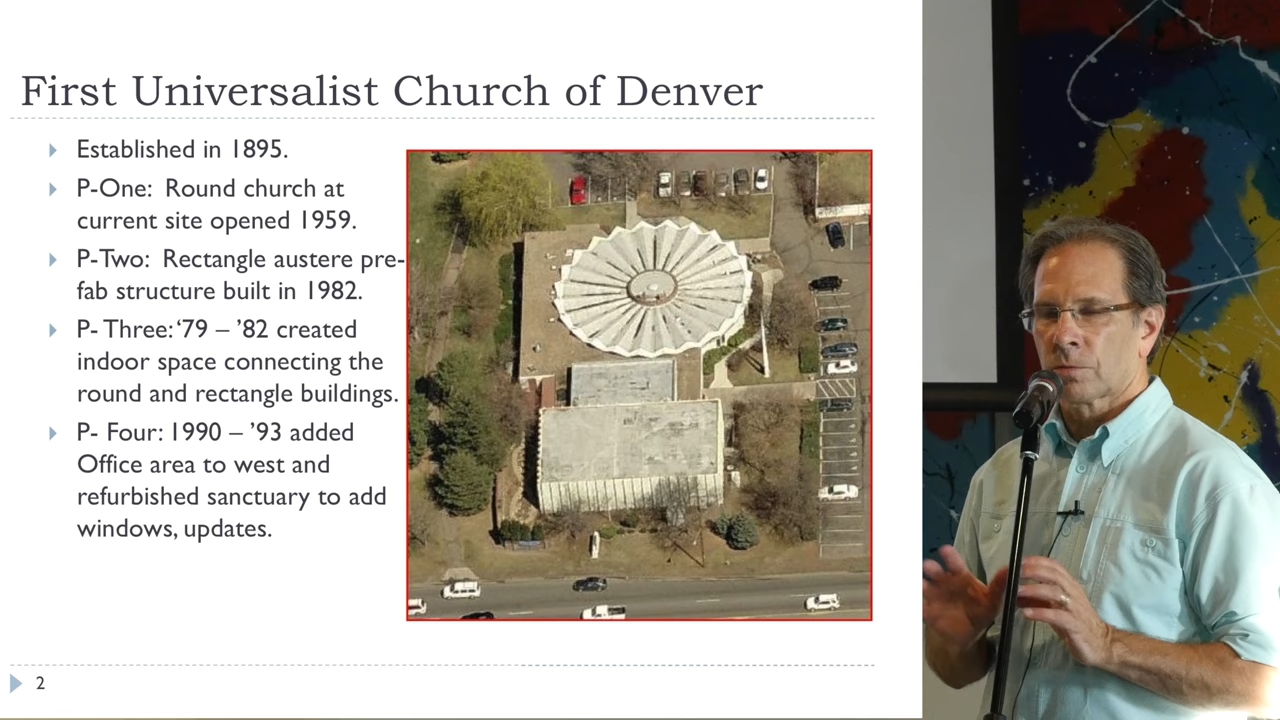 First Universalist Church of Denver
Established in 1895.
P-One: Round church at
current site opened 1959.
P-Two: Rectangle austere pre-
fab structure built in 1982.
P- Three: ‘79 – ’82 created
indoor space connecting the
round and rectangle buildings.
P- Four: 1990 – ’93 added
Office area to west and
refurbished sanctuary to add
windows, updates.
2